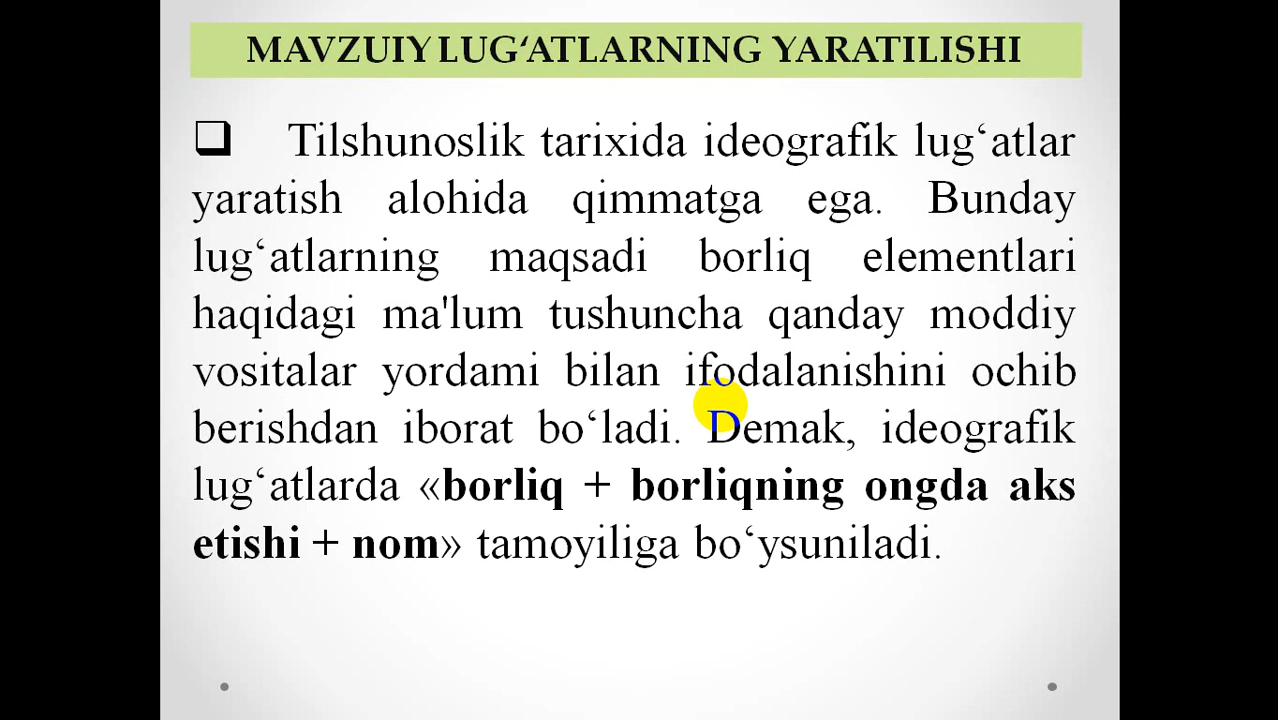 MAVZUIY LUG‘ATLARNING YARATILISHI
Tilshunoslik tarixida ideografik lug‘atlar
yaratish alohida qimmatga ega. Bunday
lug‘atlarning maqsadi borliq elementlari
haqidagi ma'lum tushuncha qanday moddiy
vositalar yordami bilan ifodalanishini ochib
berishdan iborat bo‘ladi. Demak, ideografik
lug‘atlarda «borliq + borliqning ongda aks
etishi + nom» tamoyiliga bo‘ysuniladi.